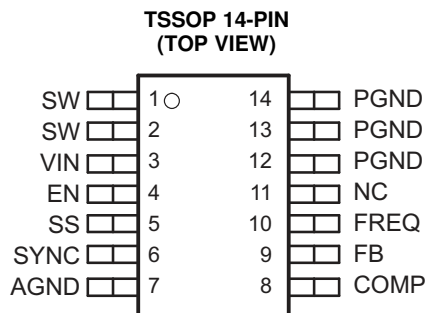 TSSOP 14-PIN
(TOP VIEW)
SW 1 14 PGND
SW 2 13 PGND
VIN 3 12 PGND
EN 4 11 NC
SS 5 10 FREQ
SYNC 6 9 FB
AGND 7 8 COMP